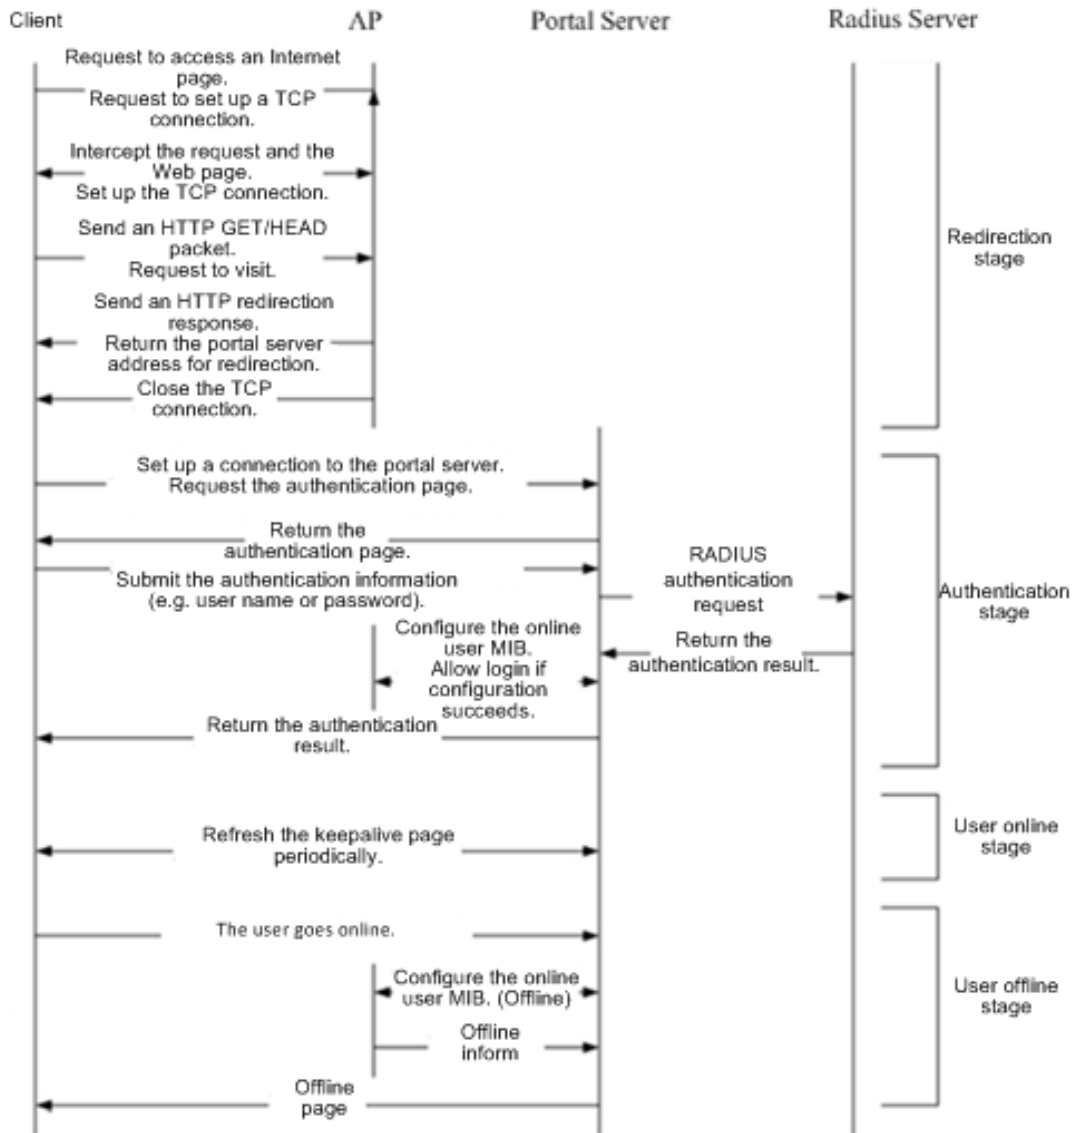 Client
AP
Portal Server
Radius Server
Request to access an Internet
page.
Request to set up a TCP
connection.
Intercept the request and the
Web page.
Set up the TCP connection.
Send an HTTP GET/HEAD
packet.
Request to visit.
Redirection
stage
Send an HTTP redirection
response.
Return the portal server
address for redirection.
Close the TCP
connection.
Set up a connection to the portal server.
Request the authentication page.
Return the
authentication page.
Submit the authentication information
(e.g. user name or password).
RADIUS
authentication
request
Authentication
stage
Configure the online
user MIB.
Allow login if
configuration
succeeds.
Return the
authentication result.
Return the authentication
result.
Refresh the keepalive page
periodically.
User online
stage
The user goes online.
Configure the online
user MIB. (Offline)
User offline
stage
Offline
inform
Offline
page